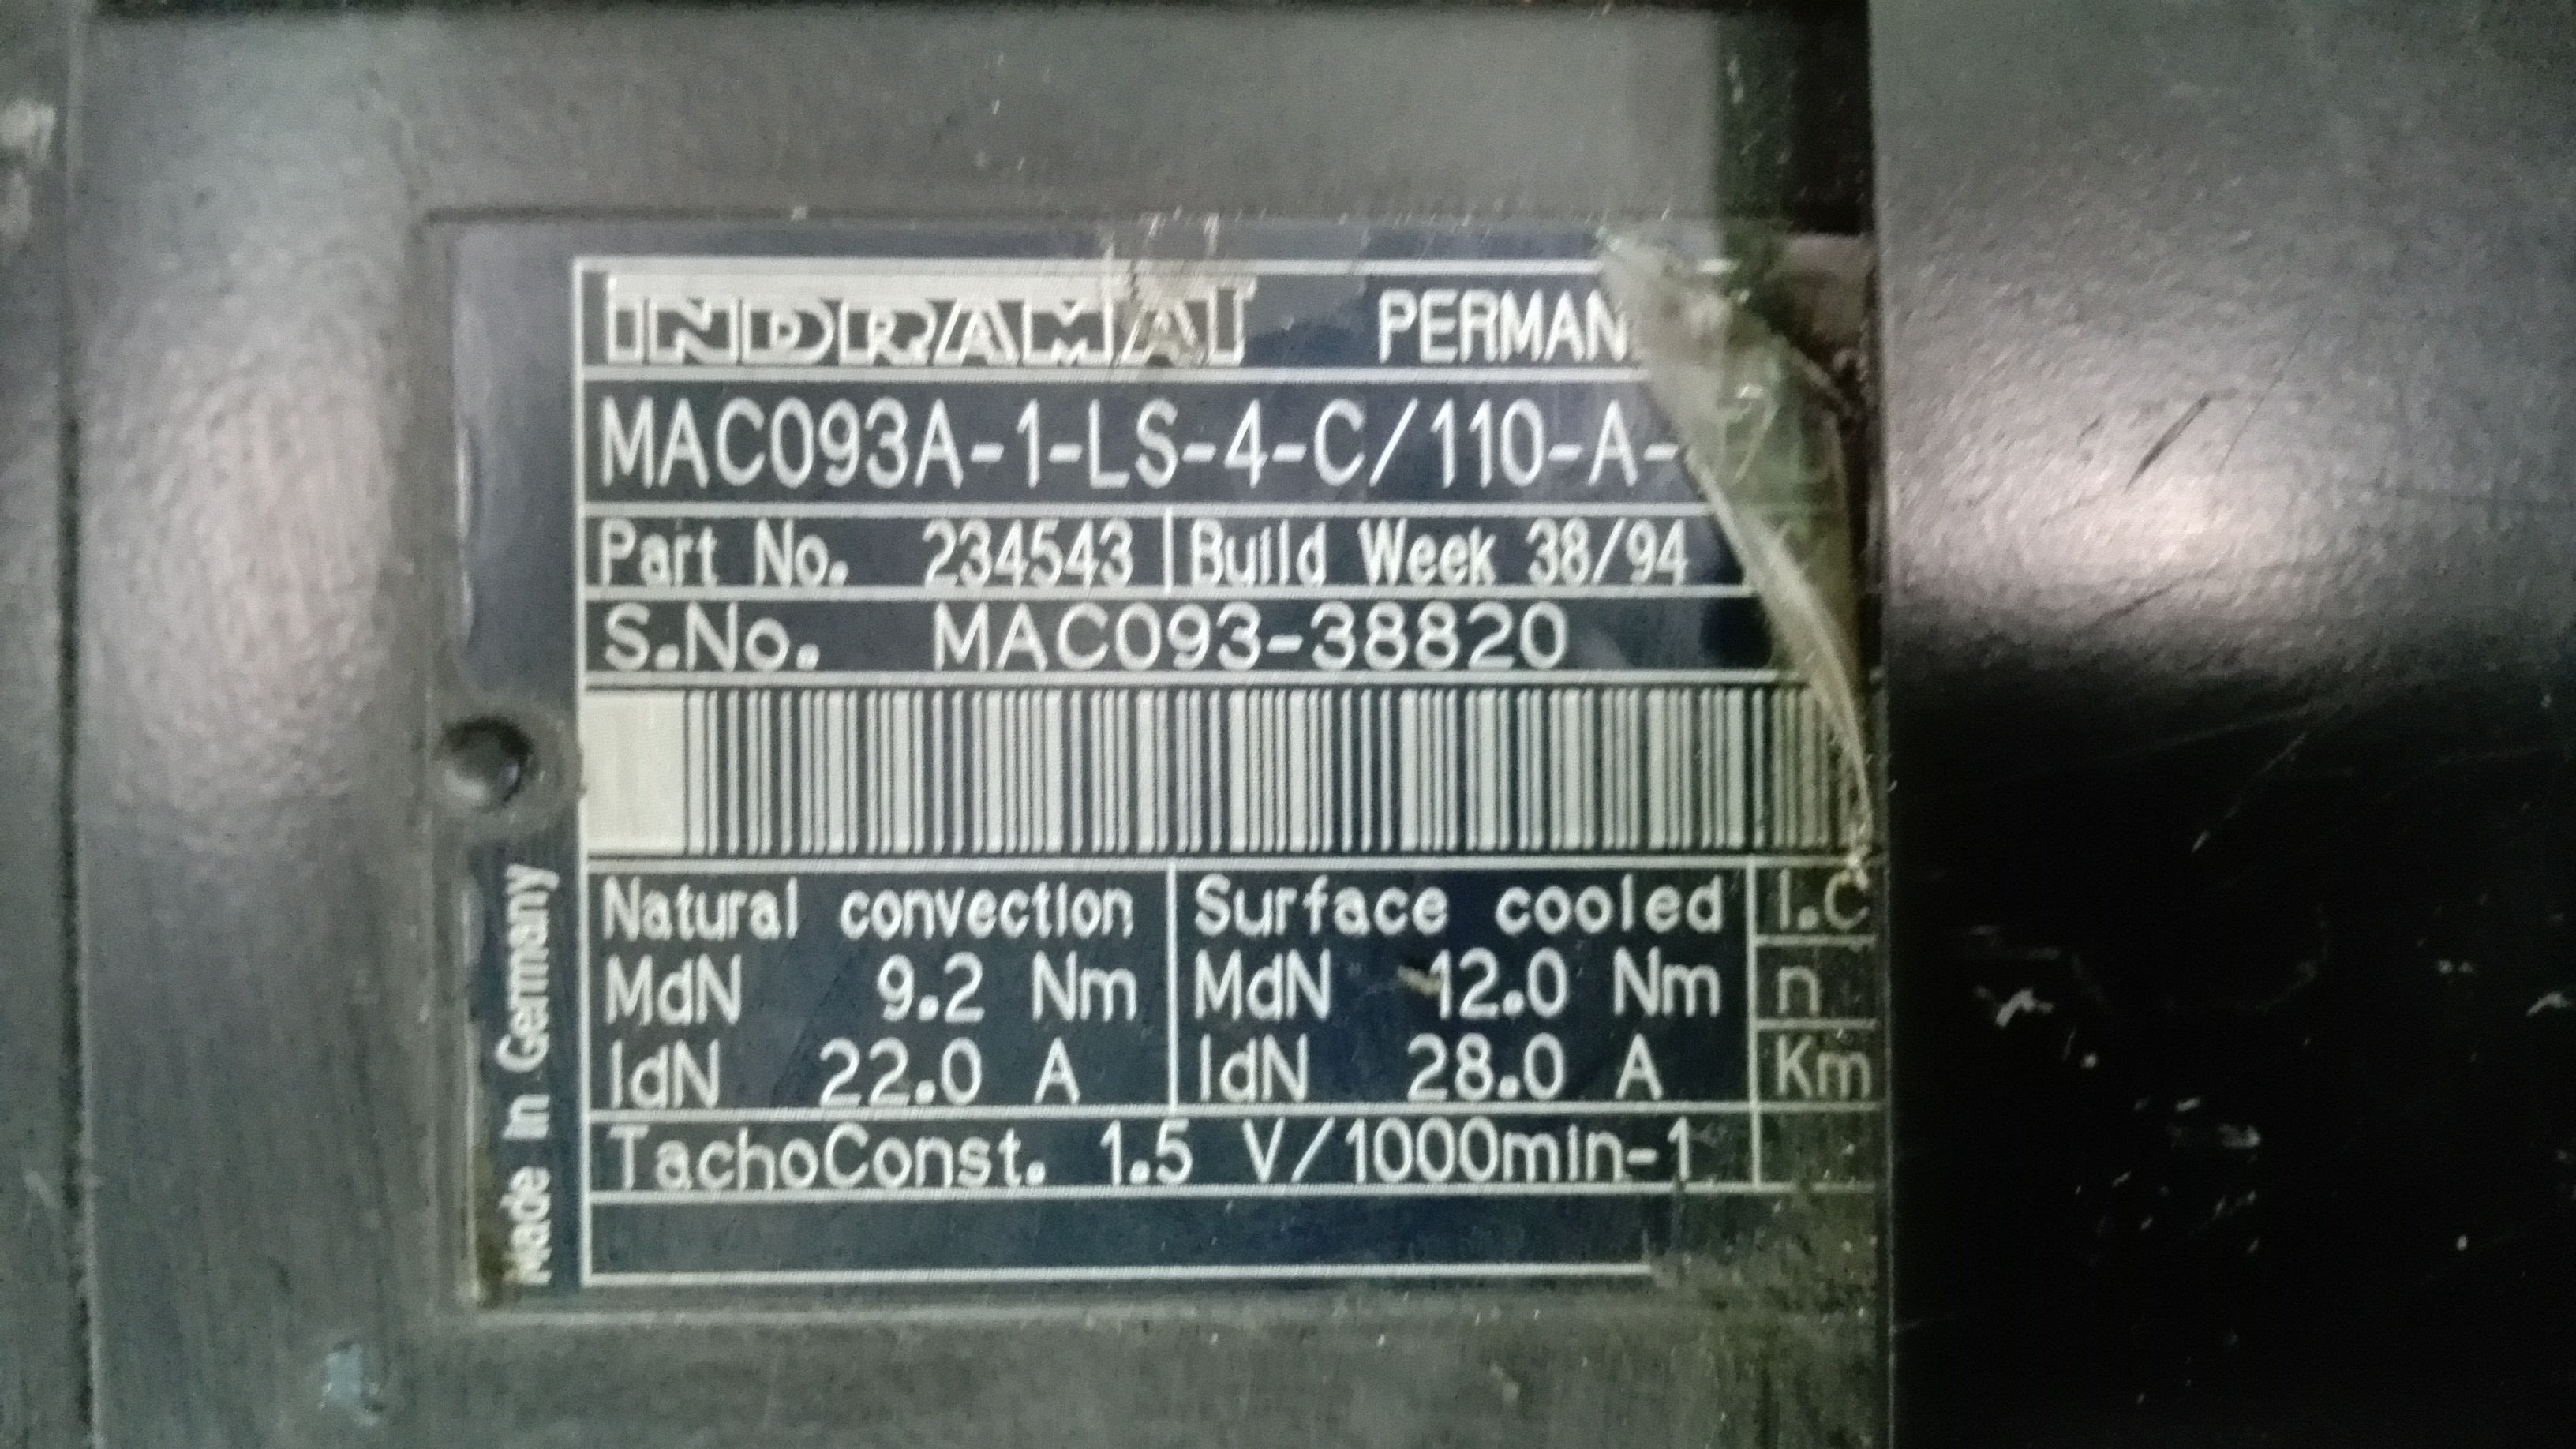 INDRAMAT PERMAN
MAC093A-1-LS-4-C/110-A-
Part No. 234543 Build Week 38/94
S.No. MAC093-38820
Natural convection Surface cooled I.C
MdN 9.2 Nm MdN 12.0 Nm n
IdN 22.0 A IdN 28.0 A Km
TachoConst. 1.5 V/1000min-1
Made in Germany